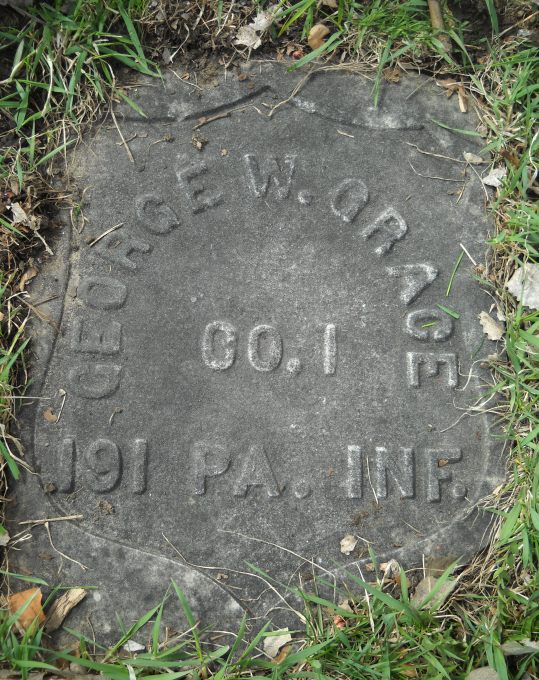 GEORGE W. GRACE
CO. I
191 PA. INF.